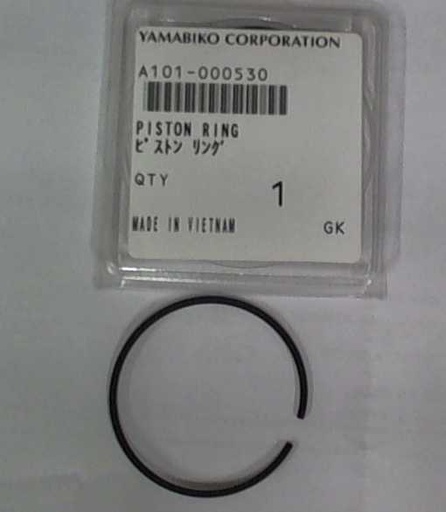 YAMABIKO CORPORATION
A101-000530
PISTON RING
ピストン リング
QTY 1
MADE IN VIETNAM GK